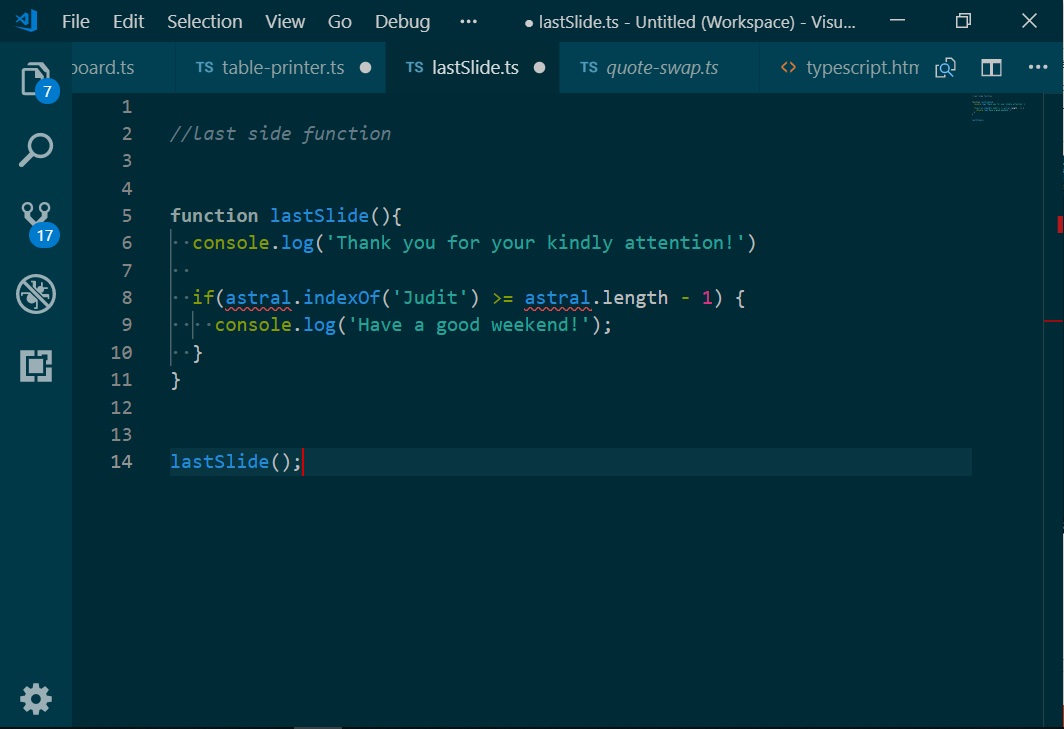 File Edit Selection View Go Debug ··· ● lastSlide.ts - Untitled (Workspace) - Visu...
board.ts TS table-printer.ts ● TS lastSlide.ts ● TS quote-swap.ts <> typescript.htm
7
17
1
2 //last side function
3
4
5 function lastSlide(){
6 console.log('Thank you for your kindly attention!')
7
8 if(astral.indexOf('Judit') >= astral.length - 1) {
9 console.log('Have a good weekend!');
10 }
11 }
12
13
14 lastSlide();